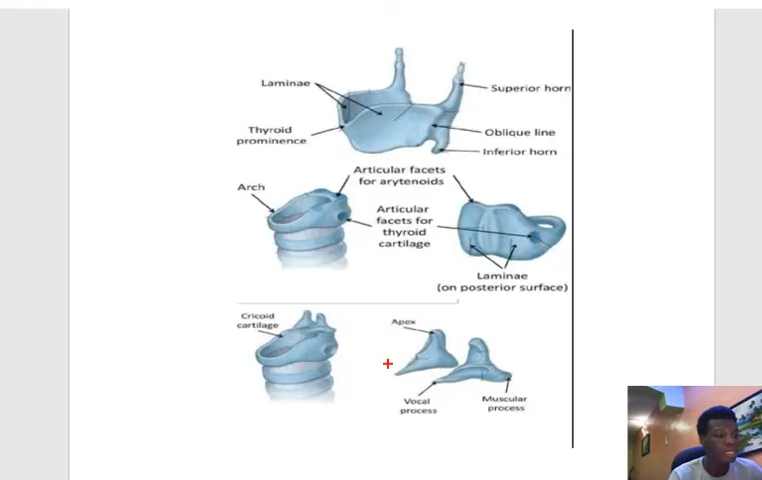 Laminae
Superior horn
Thyroid
prominence
Oblique line
Inferior horn
Articular facets
for arytenoids
Arch
Articular
facets for
thyroid
cartilage
Laminae
(on posterior surface)
Cricoid
cartilage
Apex
Vocal
process
Muscular
process